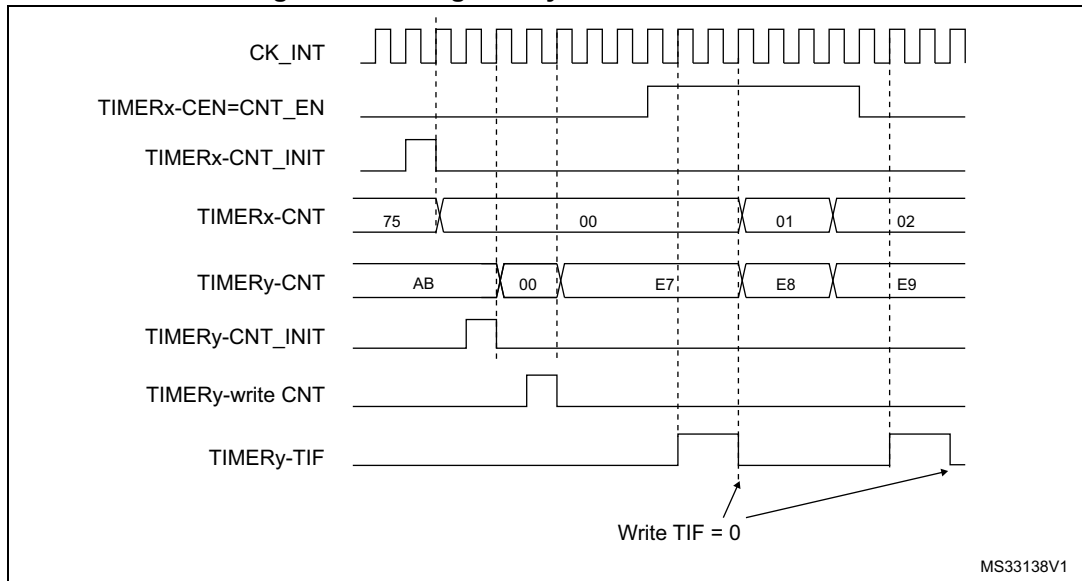 CK_INT
TIMERx-CEN=CNT_EN
TIMERx-CNT_INIT
TIMERx-CNT 75 00 01 02
TIMERy-CNT AB 00 E7 E8 E9
TIMERy-CNT_INIT
TIMERy-write CNT
TIMERy-TIF
Write TIF = 0
MS33138V1